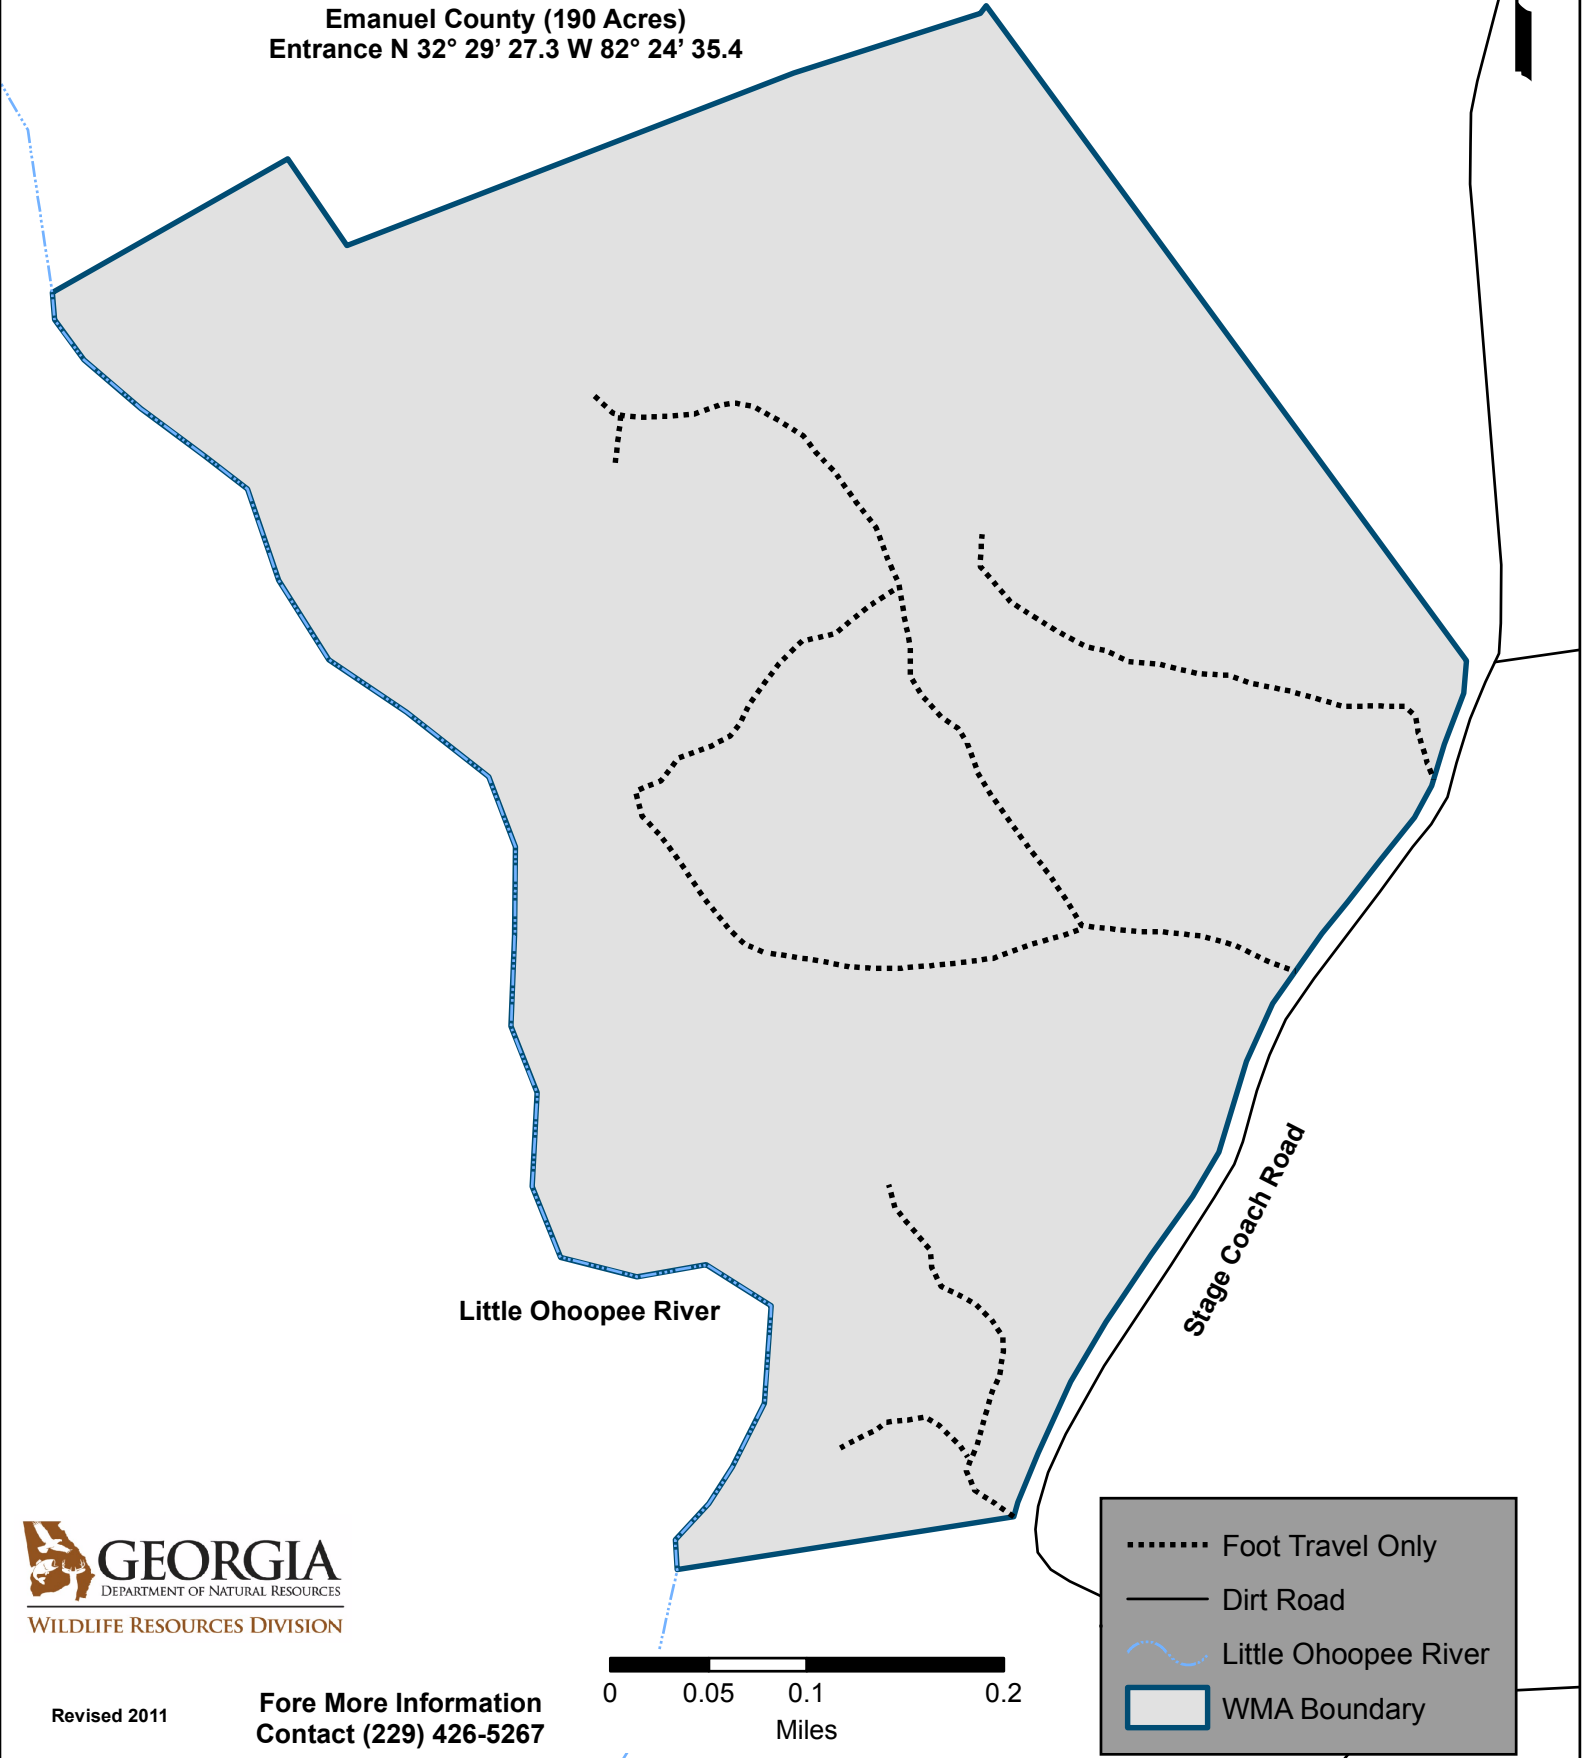 Emanuel County (190 Acres)
Entrance N 32° 29’ 27.3 W 82° 24’ 35.4
Stage Coach Road
Little Ohoopee River
GEORGIA
DEPARTMENT OF NATURAL RESOURCES
WILDLIFE RESOURCES DIVISION
Revised 2011
Fore More Information
Contact (229) 426-5267
0 0.05 0.1 0.2
Miles
Foot Travel Only
Dirt Road
Little Ohoopee River
WMA Boundary